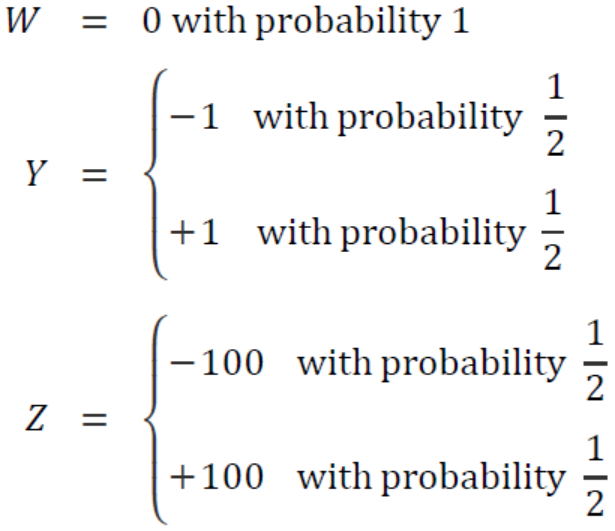 W = 0 with probability 1
Y = { −1 with probability 1/2
+1 with probability 1/2
Z = { −100 with probability 1/2
+100 with probability 1/2